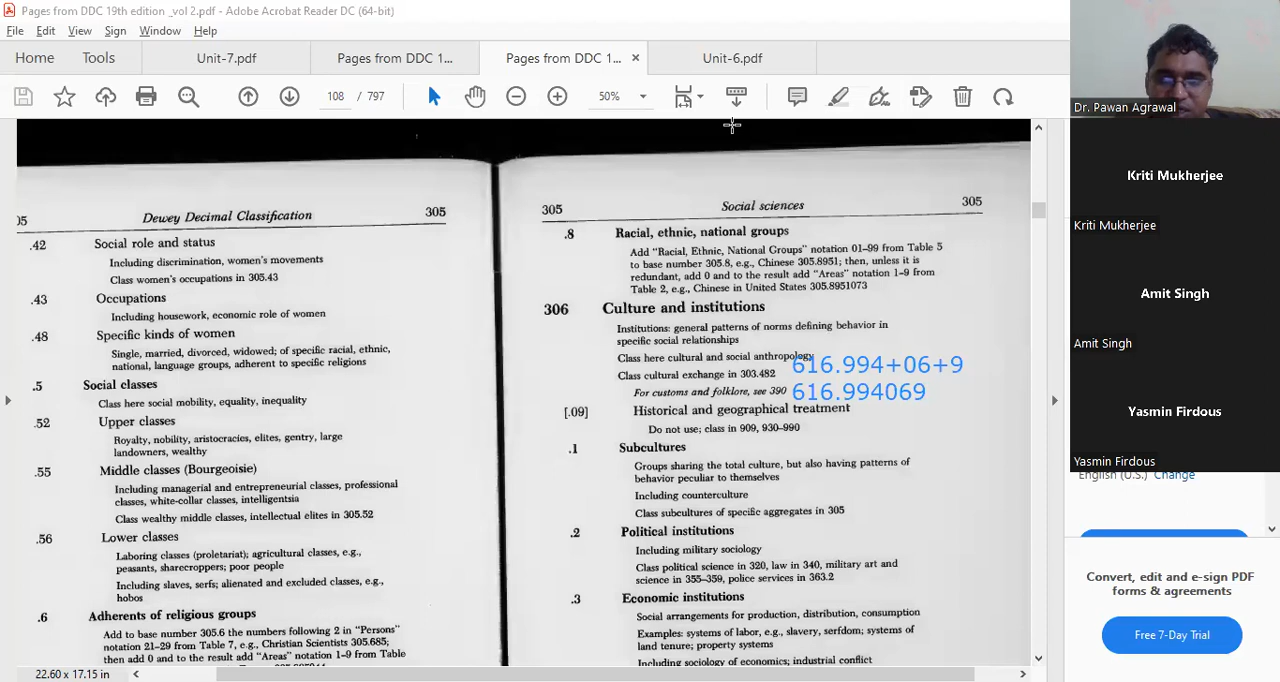 Pages from DDC 19th edition _vol 2.pdf - Adobe Acrobat Reader DC (64-bit)
File Edit View Sign Window Help
Home Tools Unit-7.pdf Pages from DDC 1... Pages from DDC 1... × Unit-6.pdf
108 / 797 50%
Dr. Pawan Agrawal
Kriti Mukherjee
Kriti Mukherjee
Amit Singh
Amit Singh
Yasmin Firdous
Yasmin Firdous
English (U.S.) Change
Convert, edit and e-sign PDF
forms & agreements
Free 7-Day Trial
05 Dewey Decimal Classification 305
.42 Social role and status
Including discrimination, women's movements
Class women's occupations in 305.43
.43 Occupations
Including housework, economic role of women
.48 Specific kinds of women
Single, married, divorced, widowed; of specific racial, ethnic,
national, language groups, adherent to specific religions
.5 Social classes
Class here social mobility, equality, inequality
.52 Upper classes
Royalty, nobility, aristocracies, elites, gentry, large
landowners, wealthy
.55 Middle classes (Bourgeoisie)
Including managerial and entrepreneurial classes, professional
classes, white-collar classes, intelligentsia
Class wealthy middle classes, intellectual elites in 305.52
.56 Lower classes
Laboring classes (proletariat); agricultural classes, e.g.,
peasants, sharecroppers; poor people
Including slaves, serfs; alienated and excluded classes, e.g.,
hobos
.6 Adherents of religious groups
Add to base number 305.6 the numbers following 2 in "Persons"
notation 21–29 from Table 7, e.g., Christian Scientists 305.685;
then add 0 and to the result add "Areas" notation 1–9 from Table
305 Social sciences 305
.8 Racial, ethnic, national groups
Add "Racial, Ethnic, National Groups" notation 01–99 from Table 5
to base number 305.8, e.g., Chinese 305.8951; then, unless it is
redundant, add 0 and to the result add "Areas" notation 1–9 from
Table 2, e.g., Chinese in United States 305.8951073
306 Culture and institutions
Institutions: general patterns of norms defining behavior in
specific social relationships
Class here cultural and social anthropology
616.994+06+9
Class cultural exchange in 303.482
For customs and folklore, see 390
616.994069
[.09] Historical and geographical treatment
Do not use; class in 909, 930–990
.1 Subcultures
Groups sharing the total culture, but also having patterns of
behavior peculiar to themselves
Including counterculture
Class subcultures of specific aggregates in 305
.2 Political institutions
Including military sociology
Class political science in 320, law in 340, military art and
science in 355–359, police services in 363.2
.3 Economic institutions
Social arrangements for production, distribution, consumption
Examples: systems of labor, e.g., slavery, serfdom; systems of
land tenure; property systems
Including sociology of economics; industrial conflict
22.60 x 17.15 in